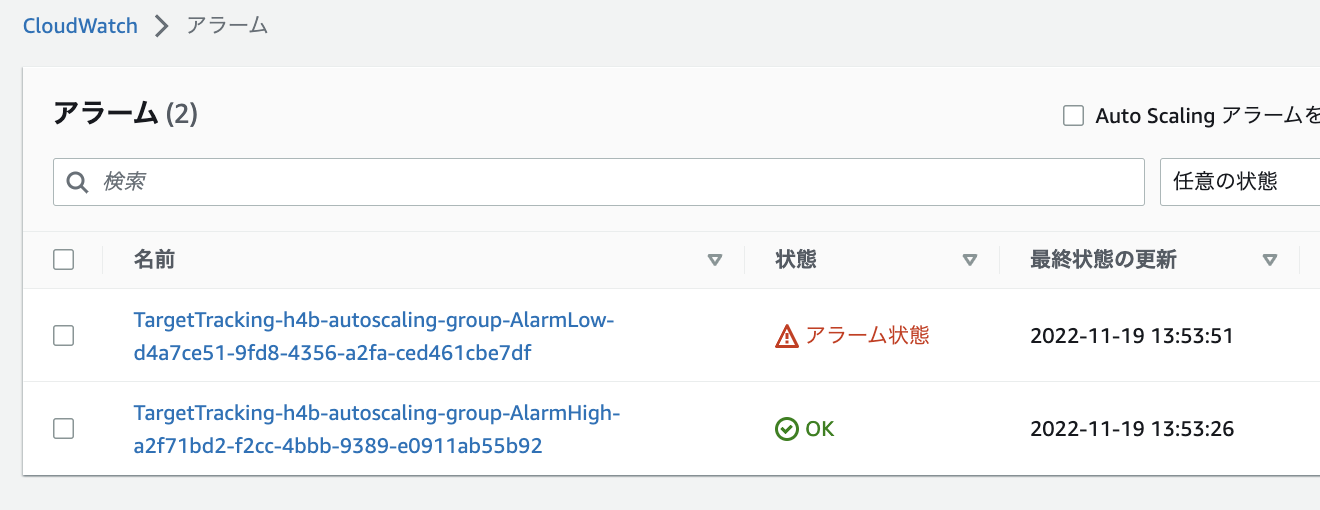 CloudWatch > アラーム
アラーム (2)
Auto Scaling アラームを
検索
任意の状態
名前 状態 最終状態の更新
TargetTracking-h4b-autoscaling-group-AlarmLow-
d4a7ce51-9fd8-4356-a2fa-ced461cbe7df
アラーム状態
2022-11-19 13:53:51
TargetTracking-h4b-autoscaling-group-AlarmHigh-
a2f71bd2-f2cc-4bbb-9389-e0911ab55b92
OK
2022-11-19 13:53:26